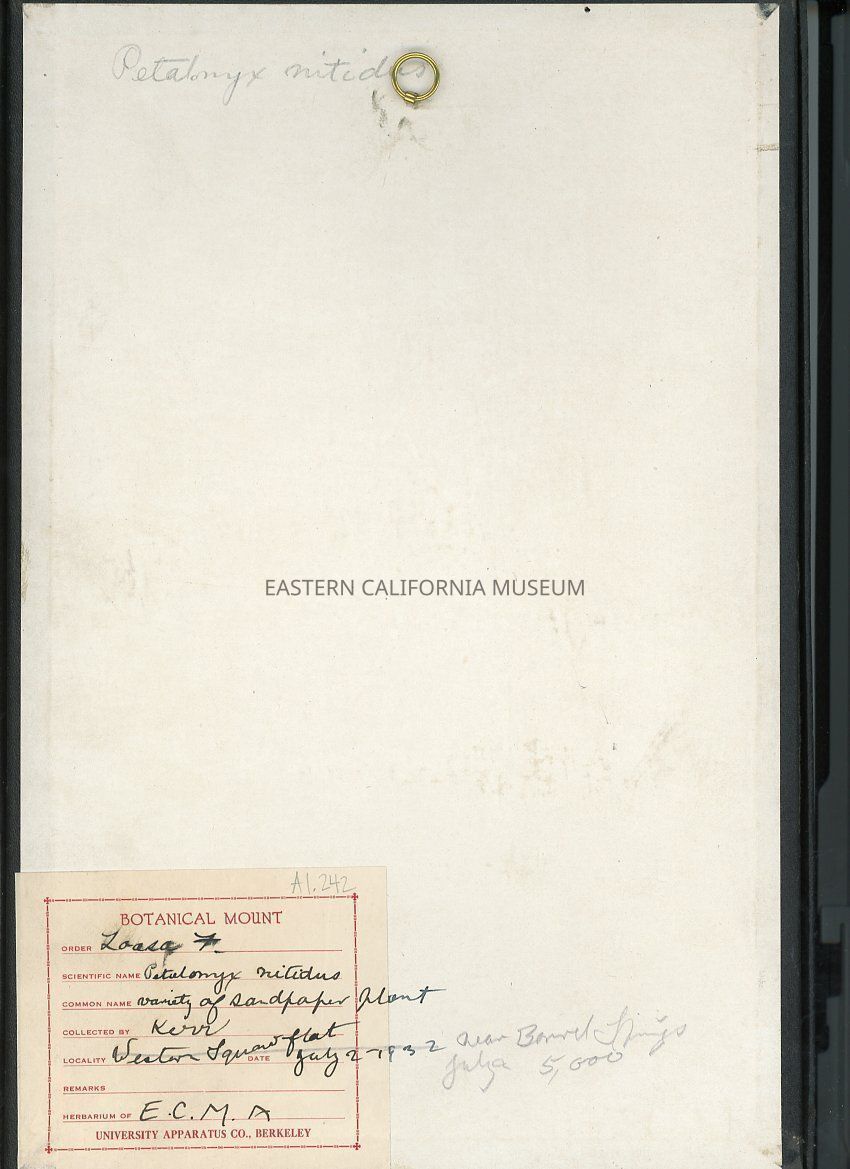 Petalonyx nitidus
EASTERN CALIFORNIA MUSEUM
A1.242
BOTANICAL MOUNT
ORDER Loasa F.
SCIENTIFIC NAME Petalonyx nitidus
COMMON NAME variety of sandpaper plant
COLLECTED BY Kerr
LOCALITY Western Squaw flat
DATE July 2-1932
near Barrel Springs
July 5,000
REMARKS
HERBARIUM OF E.C.M.A
UNIVERSITY APPARATUS CO., BERKELEY